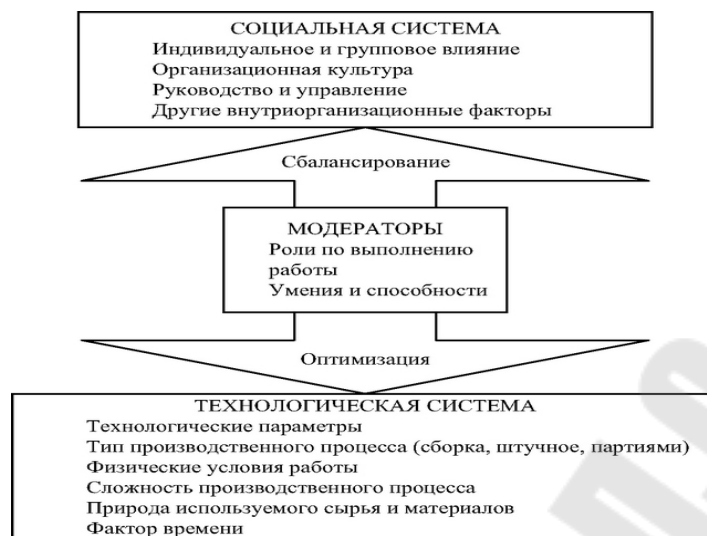 СОЦИАЛЬНАЯ СИСТЕМА
Индивидуальное и групповое влияние
Организационная культура
Руководство и управление
Другие внутриорганизационные факторы
Сбалансирование
МОДЕРАТОРЫ
Роли по выполнению
работы
Умения и способности
Оптимизация
ТЕХНОЛОГИЧЕСКАЯ СИСТЕМА
Технологические параметры
Тип производственного процесса (сборка, штучное, партиями)
Физические условия работы
Сложность производственного процесса
Природа используемого сырья и материалов
Фактор времени